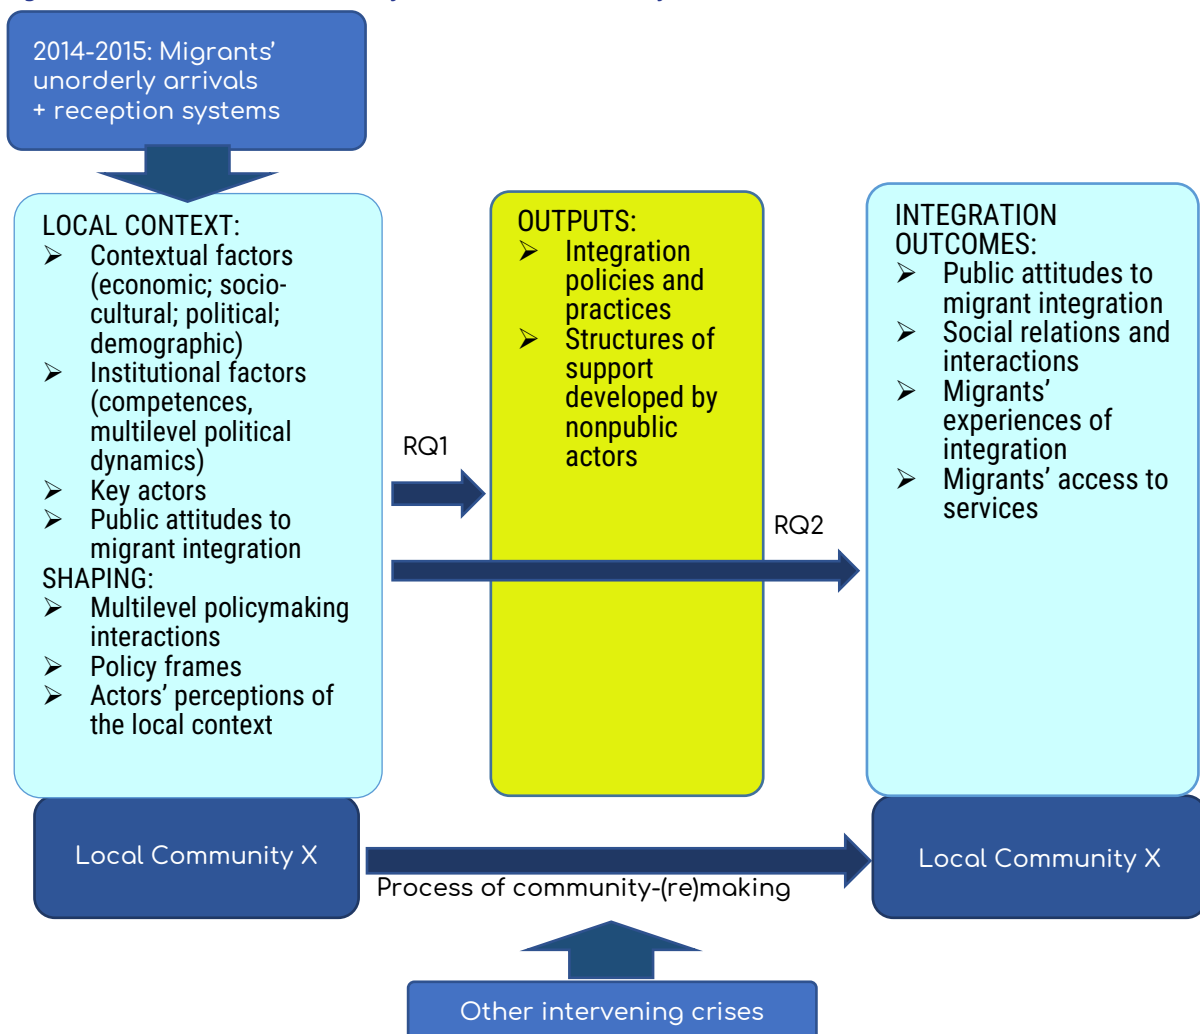 2014-2015: Migrants’
unorderly arrivals
+ reception systems
LOCAL CONTEXT:
➢ Contextual factors
(economic; socio-
cultural; political;
demographic)
➢ Institutional factors
(competences,
multilevel political
dynamics)
➢ Key actors
➢ Public attitudes to
migrant integration
SHAPING:
➢ Multilevel policymaking
interactions
➢ Policy frames
➢ Actors’ perceptions of
the local context
RQ1
OUTPUTS:
➢ Integration
policies and
practices
➢ Structures of
support
developed by
nonpublic
actors
RQ2
INTEGRATION
OUTCOMES:
➢ Public attitudes to
migrant integration
➢ Social relations and
interactions
➢ Migrants’
experiences of
integration
➢ Migrants’ access to
services
Local Community X
Process of community-(re)making
Local Community X
Other intervening crises